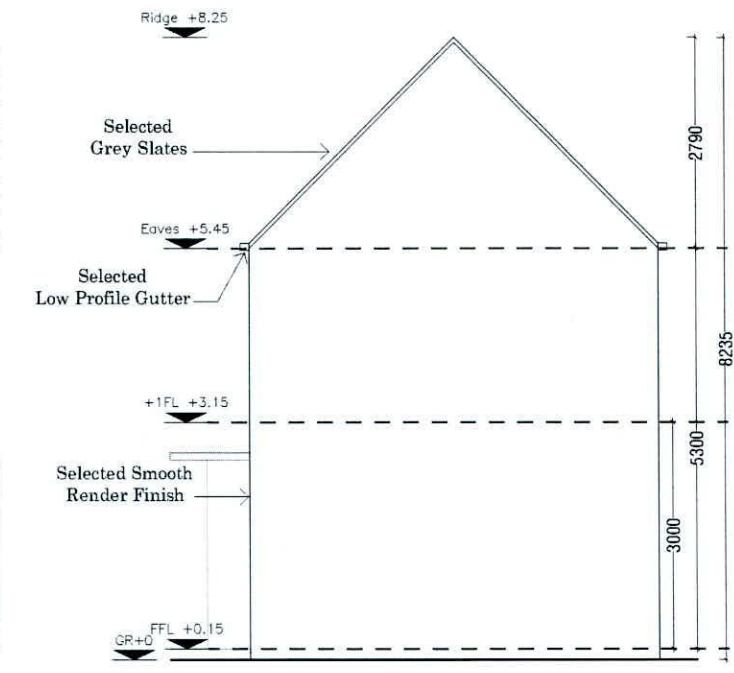 Ridge +8.25
Selected
Grey Slates
2790
Eaves +5.45
Selected
Low Profile Gutter
8235
+1FL +3.15
5300
Selected Smooth
Render Finish
3000
FFL +0.15
GR+0